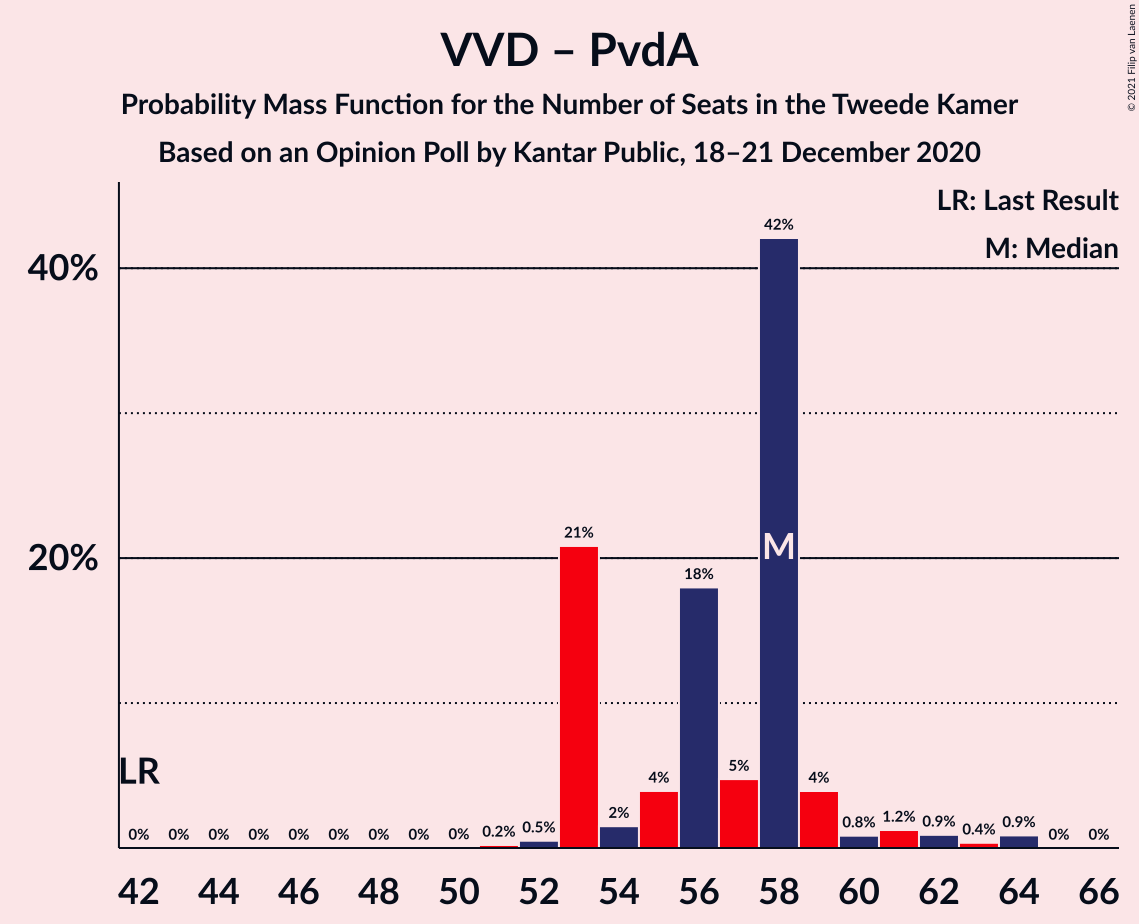 VVD – PvdA
Probability Mass Function for the Number of Seats in the Tweede Kamer
Based on an Opinion Poll by Kantar Public, 18–21 December 2020
© 2021 Filip van Laenen
LR: Last Result
M: Median
40%
20%
LR
M
0% 0% 0% 0% 0% 0% 0% 0% 0% 0.2% 0.5% 21% 2% 4% 18% 5% 42% 4% 0.8% 1.2% 0.9% 0.4% 0.9% 0% 0%
42 44 46 48 50 52 54 56 58 60 62 64 66